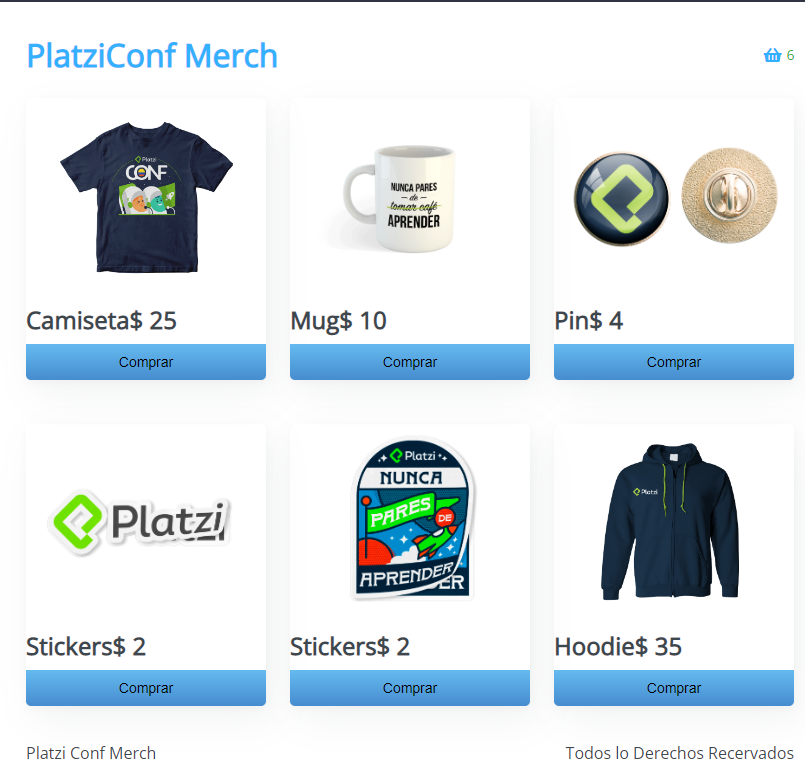 PlatziConf Merch
6
Platzi
CONF
NUNCA PARES
de
tomar café
APRENDER
Camiseta$ 25
Mug$ 10
Pin$ 4
Comprar
Comprar
Comprar
Platzi
Platzi
NUNCA
PARES
DE
APRENDER
ER
Platzi
Stickers$ 2
Stickers$ 2
Hoodie$ 35
Comprar
Comprar
Comprar
Platzi Conf Merch
Todos lo Derechos Recervados